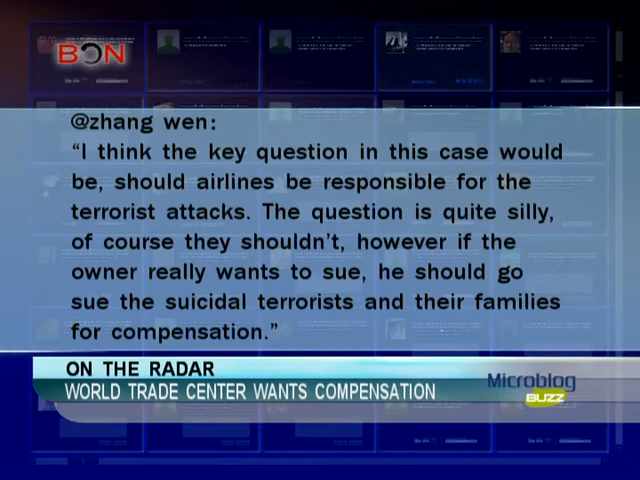 BON
@zhang wen:
“I think the key question in this case would
be, should airlines be responsible for the
terrorist attacks. The question is quite silly,
of course they shouldn’t, however if the
owner really wants to sue, he should go
sue the suicidal terrorists and their families
for compensation.”
ON THE RADAR
WORLD TRADE CENTER WANTS COMPENSATION
Microblog
BUZZ